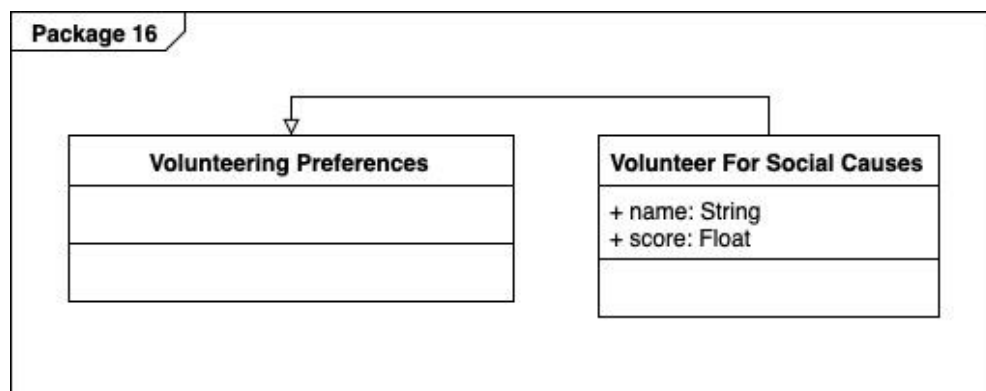 Package 16
Volunteering Preferences
Volunteer For Social Causes
+ name: String
+ score: Float